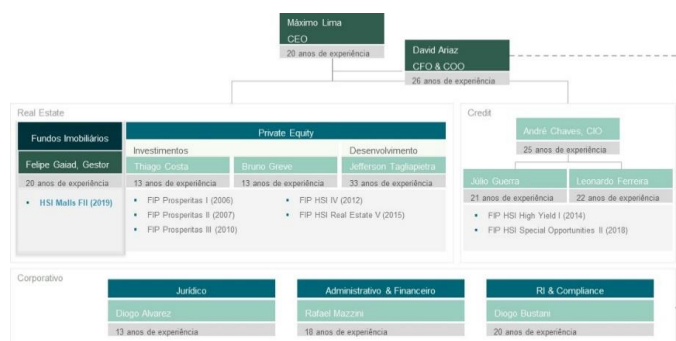 Máximo Lima
CEO
20 anos de experiência
David Ariaz
CFO & COO
26 anos de experiência
Real Estate
Fundos Imobiliários
Felipe Gaiad, Gestor
20 anos de experiência
• HSI Malls FII (2019)
Private Equity
Investimentos
Desenvolvimento
Thiago Costa
Bruno Greve
Jefferson Tagliapietra
13 anos de experiência
13 anos de experiência
33 anos de experiência
• FIP Prosperitas I (2006)
• FIP Prosperitas II (2007)
• FIP Prosperitas III (2010)
• FIP HSI IV (2012)
• FIP HSI Real Estate V (2015)
Credit
André Chaves, CIO
25 anos de experiência
Júlio Guerra
Leonardo Ferreira
21 anos de experiência
22 anos de experiência
• FIP HSI High Yield I (2014)
• FIP HSI Special Opportunities II (2018)
Corporativo
Jurídico
Diogo Alvarez
13 anos de experiência
Administrativo & Financeiro
Rafael Mazzini
18 anos de experiência
RI & Compliance
Diogo Bustani
20 anos de experiência